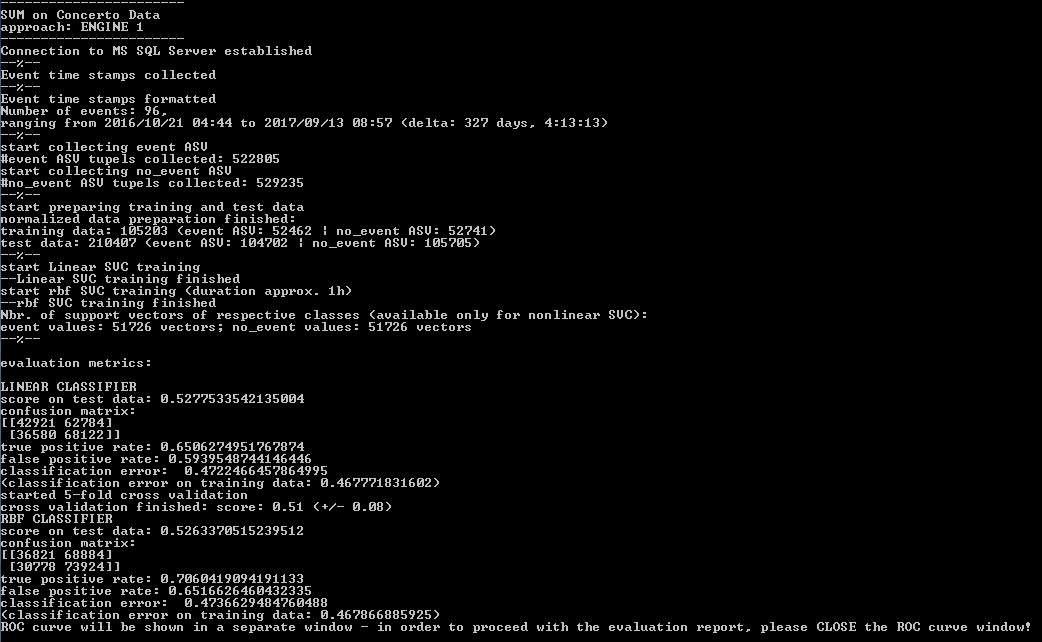 -----------------------
SVM on Concerto Data
approach: ENGINE 1
-----------------------
Connection to MS SQL Server established
--%--
Event time stamps collected
--%--
Event time stamps formatted
Number of events: 96,
ranging from 2016/10/21 04:44 to 2017/09/13 08:57 (delta: 327 days, 4:13:13)
--%--
start collecting event ASV
#event ASV tupels collected: 522805
start collecting no_event ASV
#no_event ASV tupels collected: 529235
--%--
start preparing training and test data
normalized data preparation finished:
training data: 105203 (event ASV: 52462 | no_event ASV: 52741)
test data: 210407 (event ASV: 104702 | no_event ASV: 105705)
--%--
start Linear SVC training
--Linear SVC training finished
start rbf SVC training (duration approx. 1h)
--rbf SVC training finished
Nbr. of support vectors of respective classes (available only for nonlinear SVC):
event values: 51726 vectors; no_event values: 51726 vectors
--%--
evaluation metrics:
LINEAR CLASSIFIER
score on test data: 0.5277533542135004
confusion matrix:
[[42921 62784]
[36580 68122]]
true positive rate: 0.6506274951767874
false positive rate: 0.5939548744146446
classification error:  0.4722466457864995
(classification error on training data: 0.467771831602)
started 5-fold cross validation
cross validation finished: score: 0.51 (+/- 0.08)
RBF CLASSIFIER
score on test data: 0.5263370515239512
confusion matrix:
[[36821 68884]
[30778 73924]]
true positive rate: 0.7060419094191133
false positive rate: 0.6516626460432335
classification error:  0.4736629484760488
(classification error on training data: 0.467866885925)
ROC curve will be shown in a separate window - in order to proceed with the evaluation report, please CLOSE the ROC curve window!